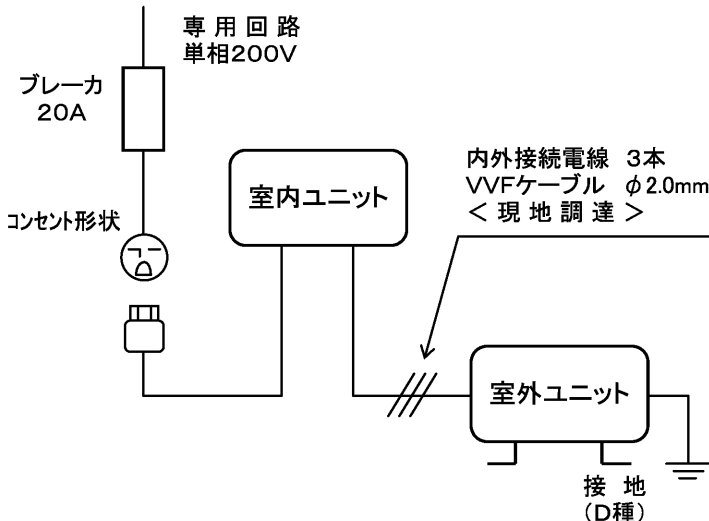 専用回路
単相200V
ブレーカ
20A
コンセント形状
室内ユニット
内外接続電線 3本
VVFケーブル φ2.0mm
<現地調達>
室外ユニット
接地
(D種)